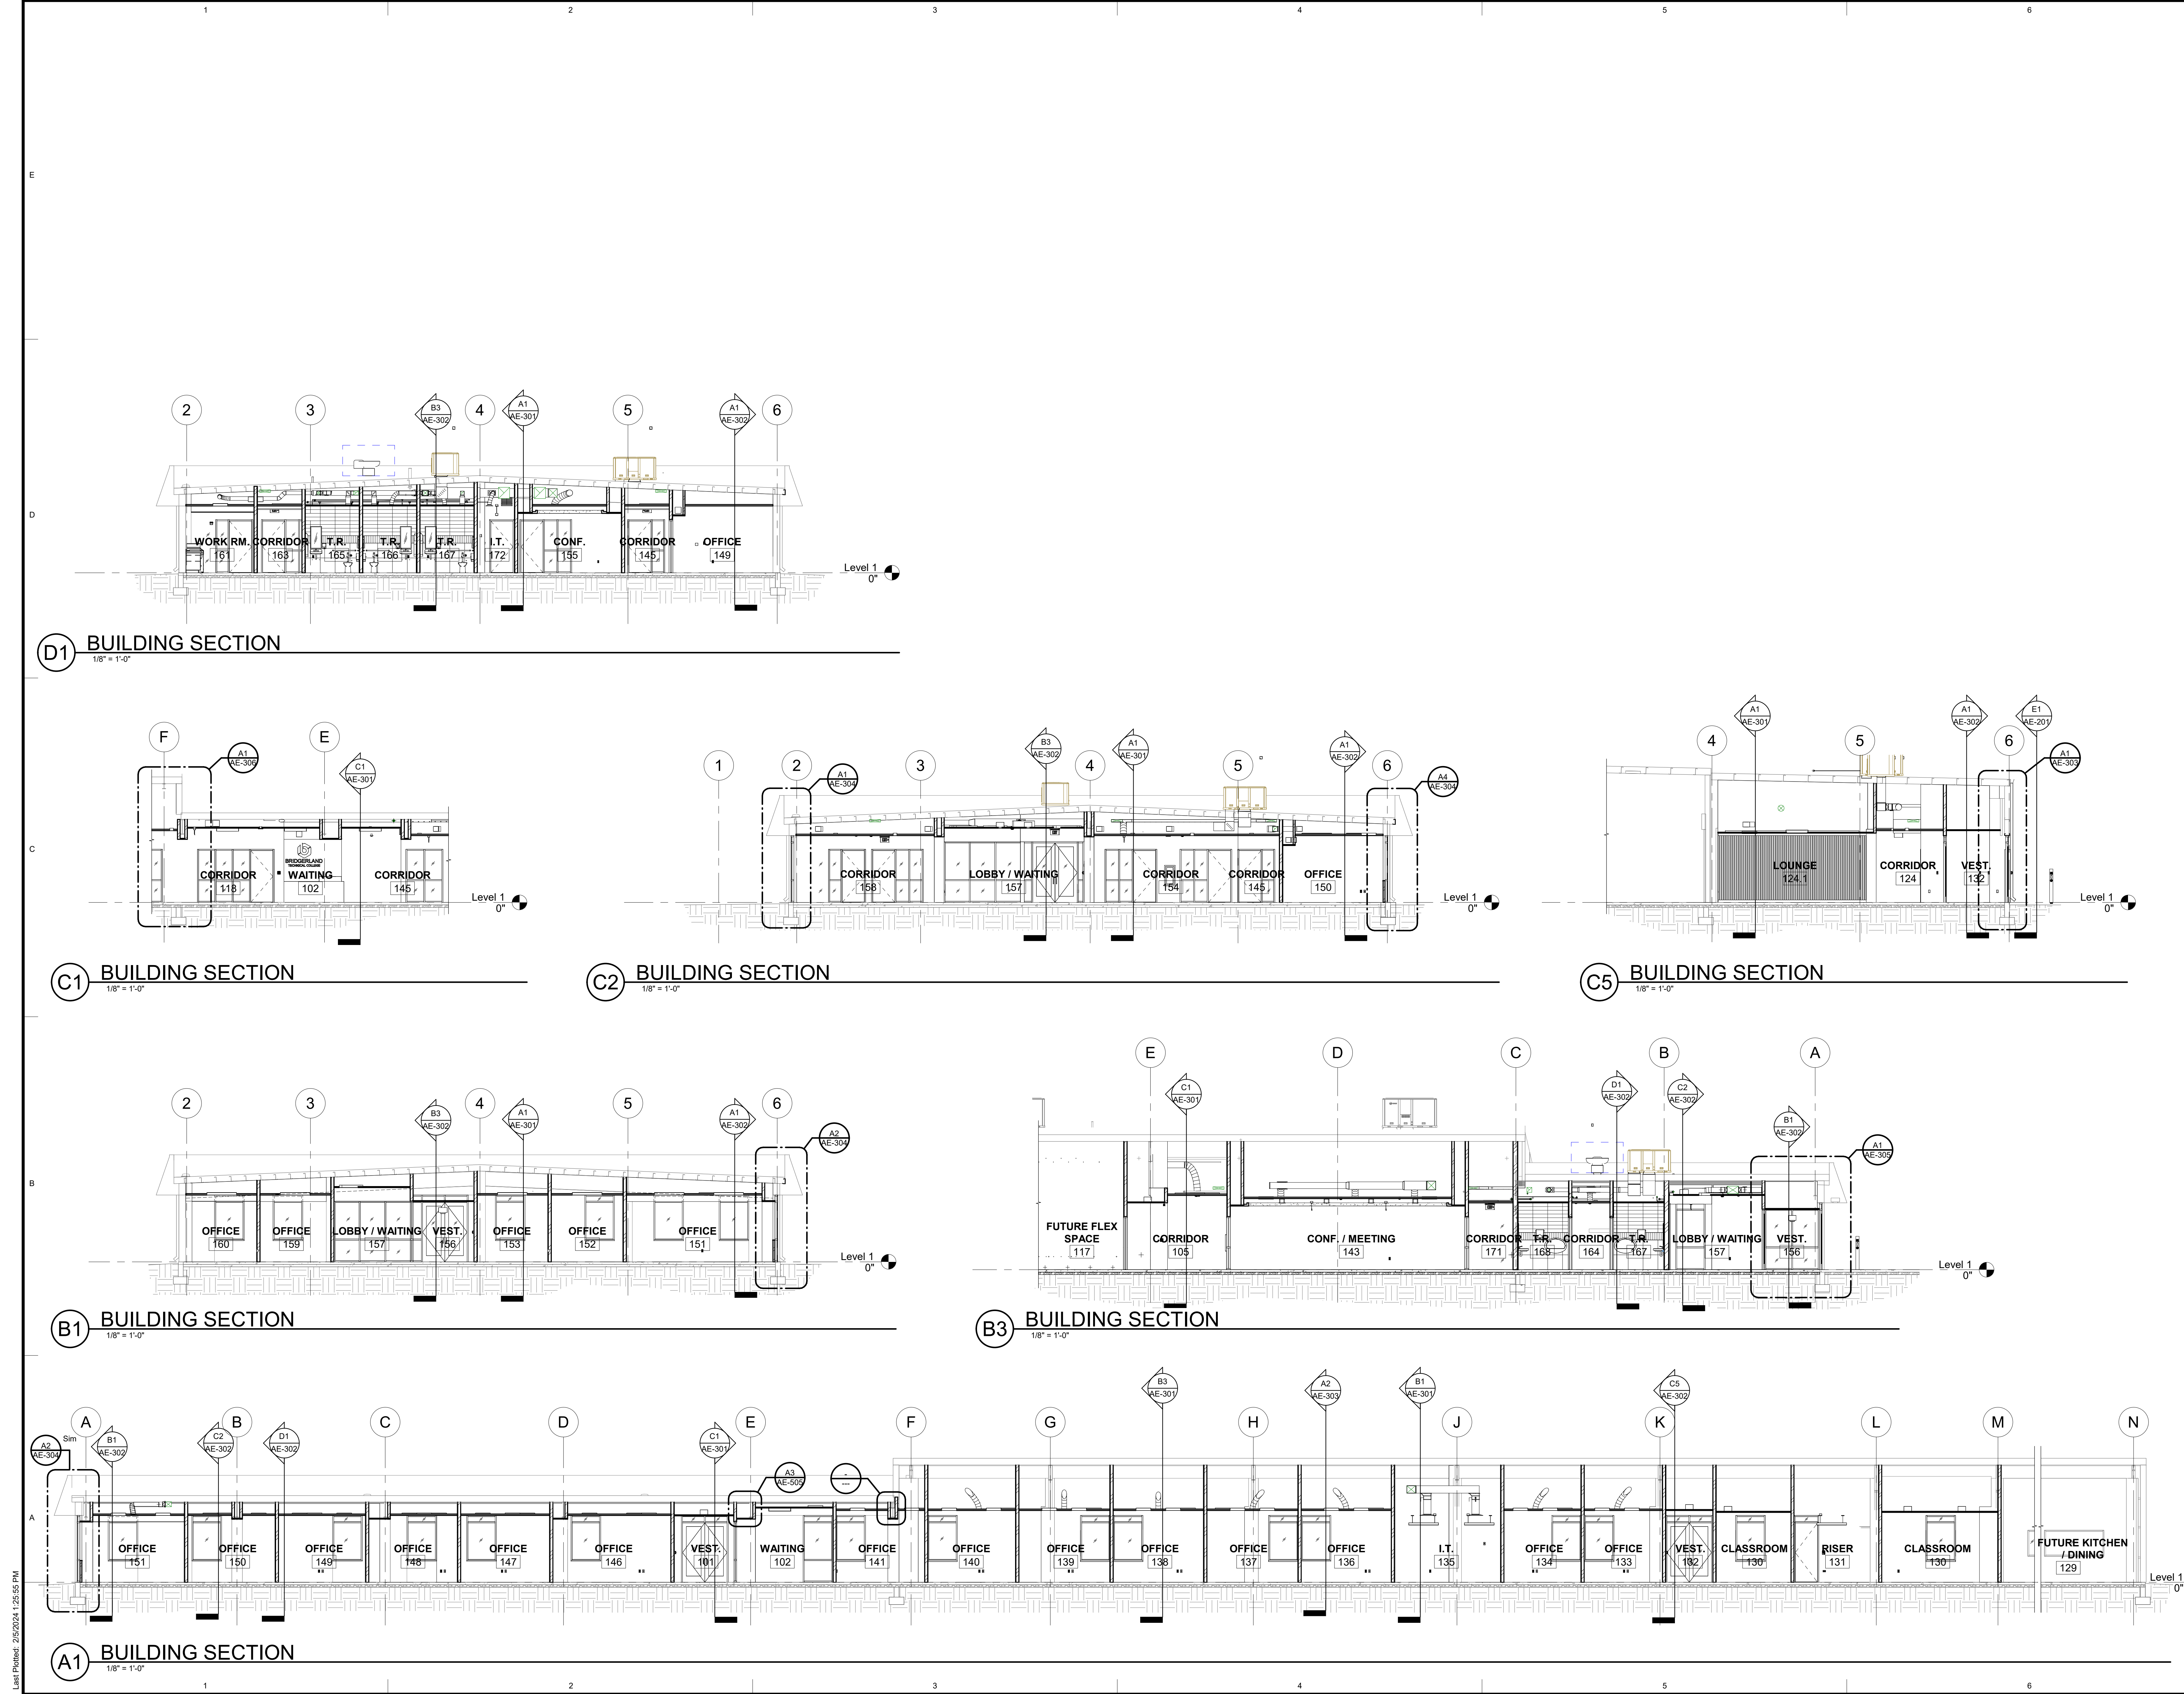 1 2 3 4 5 6
E
2 3 B3 4 A1 5 A1 6
AE-302 AE-301 AE-302
D
WORK RM. CORRIDOR T.R. T.R. T.R. I.T. CONF. CORRIDOR OFFICE
161 163 165 166 167 172 155 145 149
Level 1
0"
D1 BUILDING SECTION
1/8" = 1'-0"
F E
A1
AE-306
C1
AE-301
BRIDGERLAND
TECHNICAL COLLEGE
CORRIDOR WAITING CORRIDOR
118 102 145
Level 1
0"
C1 BUILDING SECTION
1/8" = 1'-0"
1 2 3 4 5 6
A1
AE-304
B3
AE-302
A1
AE-301
A1
AE-302
A4
AE-304
CORRIDOR LOBBY / WAITING CORRIDOR CORRIDOR OFFICE
158 157 154 145 150
Level 1
0"
C2 BUILDING SECTION
1/8" = 1'-0"
4 5 6
A1
AE-301
A1
AE-302
E1
AE-201
A1
AE-303
LOUNGE CORRIDOR VEST.
124.1 124 132
Level 1
0"
C5 BUILDING SECTION
1/8" = 1'-0"
C
2 3 4 5 6
B3
AE-302
A1
AE-301
A1
AE-302
A2
AE-304
OFFICE OFFICE LOBBY / WAITING VEST. OFFICE OFFICE OFFICE
160 159 157 156 153 152 151
Level 1
0"
B1 BUILDING SECTION
1/8" = 1'-0"
B
E D C B A
C1
AE-301
D1
AE-302
C2
AE-302
B1
AE-302
A1
AE-305
FUTURE FLEX
SPACE
117
CORRIDOR CONF. / MEETING CORRIDOR T.R. CORRIDOR T.R. LOBBY / WAITING VEST.
105 143 171 168 164 167 157 156
Level 1
0"
B3 BUILDING SECTION
1/8" = 1'-0"
A B C D E F G H J K L M N
A2
AE-304
Sim
B1
AE-302
C2
AE-302
D1
AE-302
C1
AE-301
A3
AE-505
-
---
B3
AE-301
A2
AE-303
B1
AE-301
C5
AE-302
A
OFFICE OFFICE OFFICE OFFICE OFFICE OFFICE VEST. WAITING OFFICE OFFICE OFFICE OFFICE OFFICE OFFICE I.T. OFFICE OFFICE VEST. CLASSROOM RISER CLASSROOM
151 150 149 148 147 146 101 102 141 140 139 138 137 136 135 134 133 132 130 131 130
FUTURE KITCHEN
/ DINING
129
Level 1
0"
A1 BUILDING SECTION
1/8" = 1'-0"
1 2 3 4 5 6
Last Plotted: 2/5/2024 1:25:55 PM